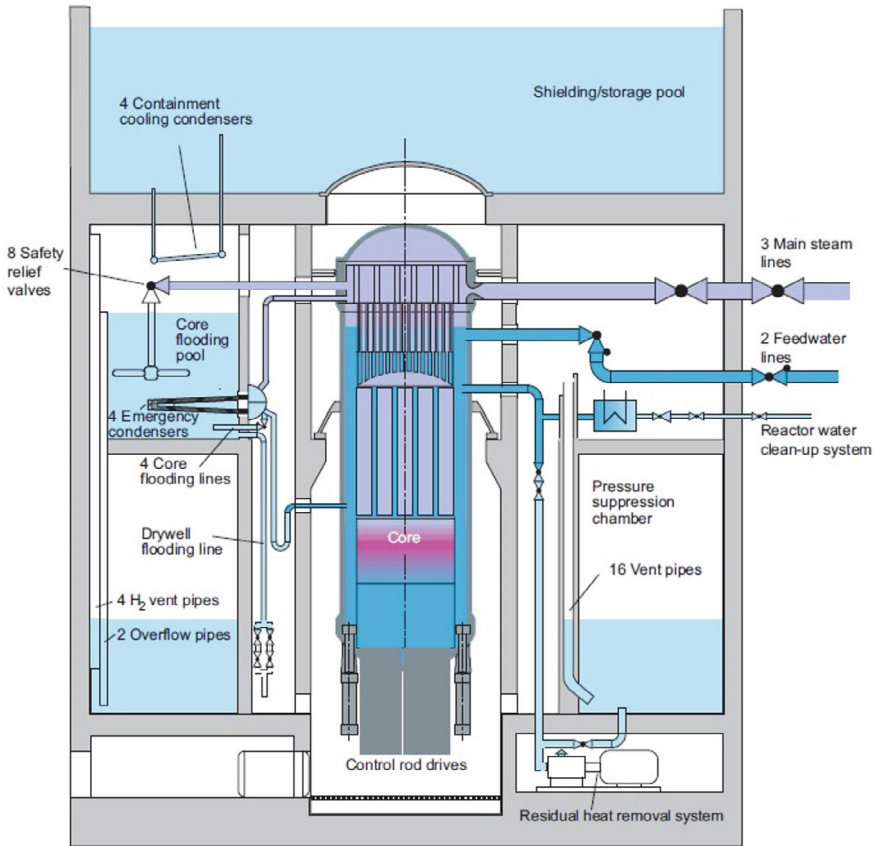 Shielding/storage pool
4 Containment
cooling condensers
8 Safety
relief
valves
3 Main steam
lines
Core
flooding
pool
2 Feedwater
lines
4 Emergency
condensers
Reactor water
clean-up system
4 Core
flooding lines
Pressure
suppression
chamber
Drywell
flooding line
Core
16 Vent pipes
4 H2 vent pipes
2 Overflow pipes
Control rod drives
Residual heat removal system